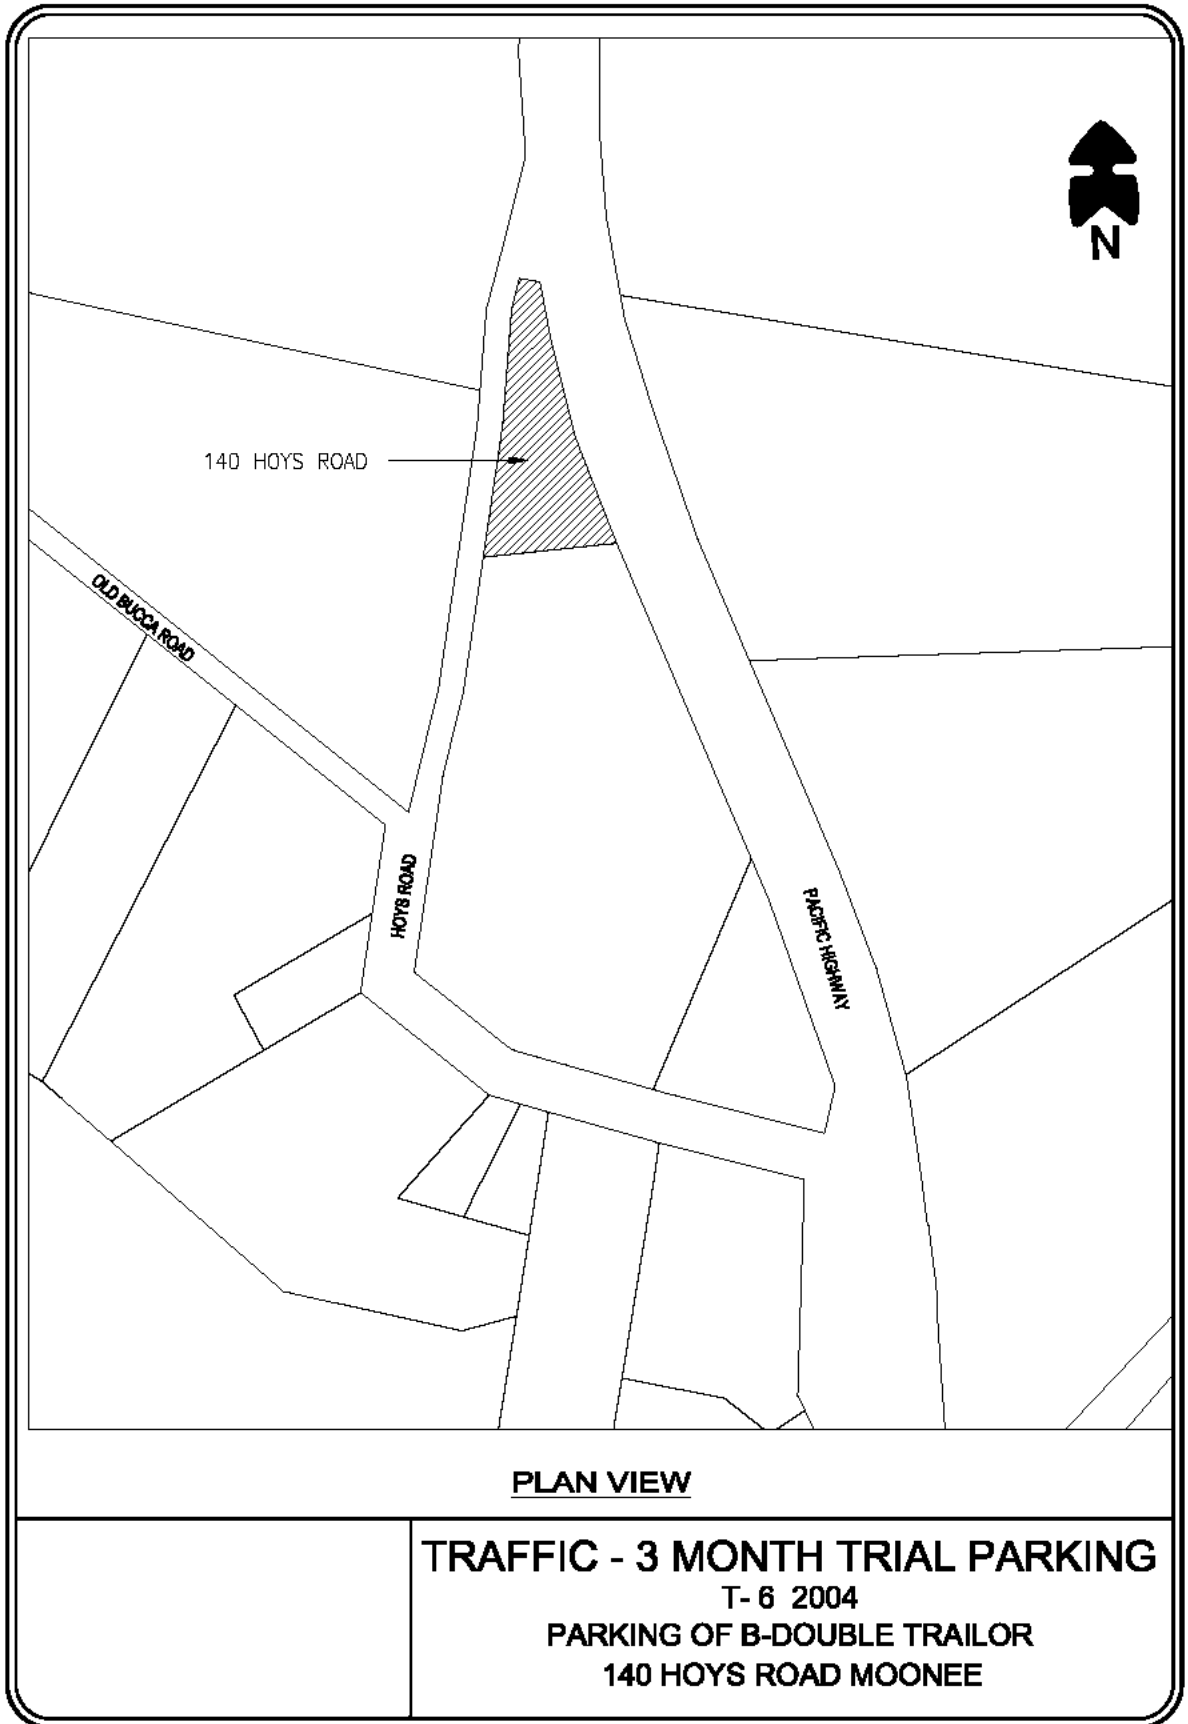 N
140 HOYS ROAD
OLD BUCCA ROAD
HOYS ROAD
PACIFIC HIGHWAY
PLAN VIEW
TRAFFIC - 3 MONTH TRIAL PARKING
T- 6 2004
PARKING OF B-DOUBLE TRAILOR
140 HOYS ROAD MOONEE